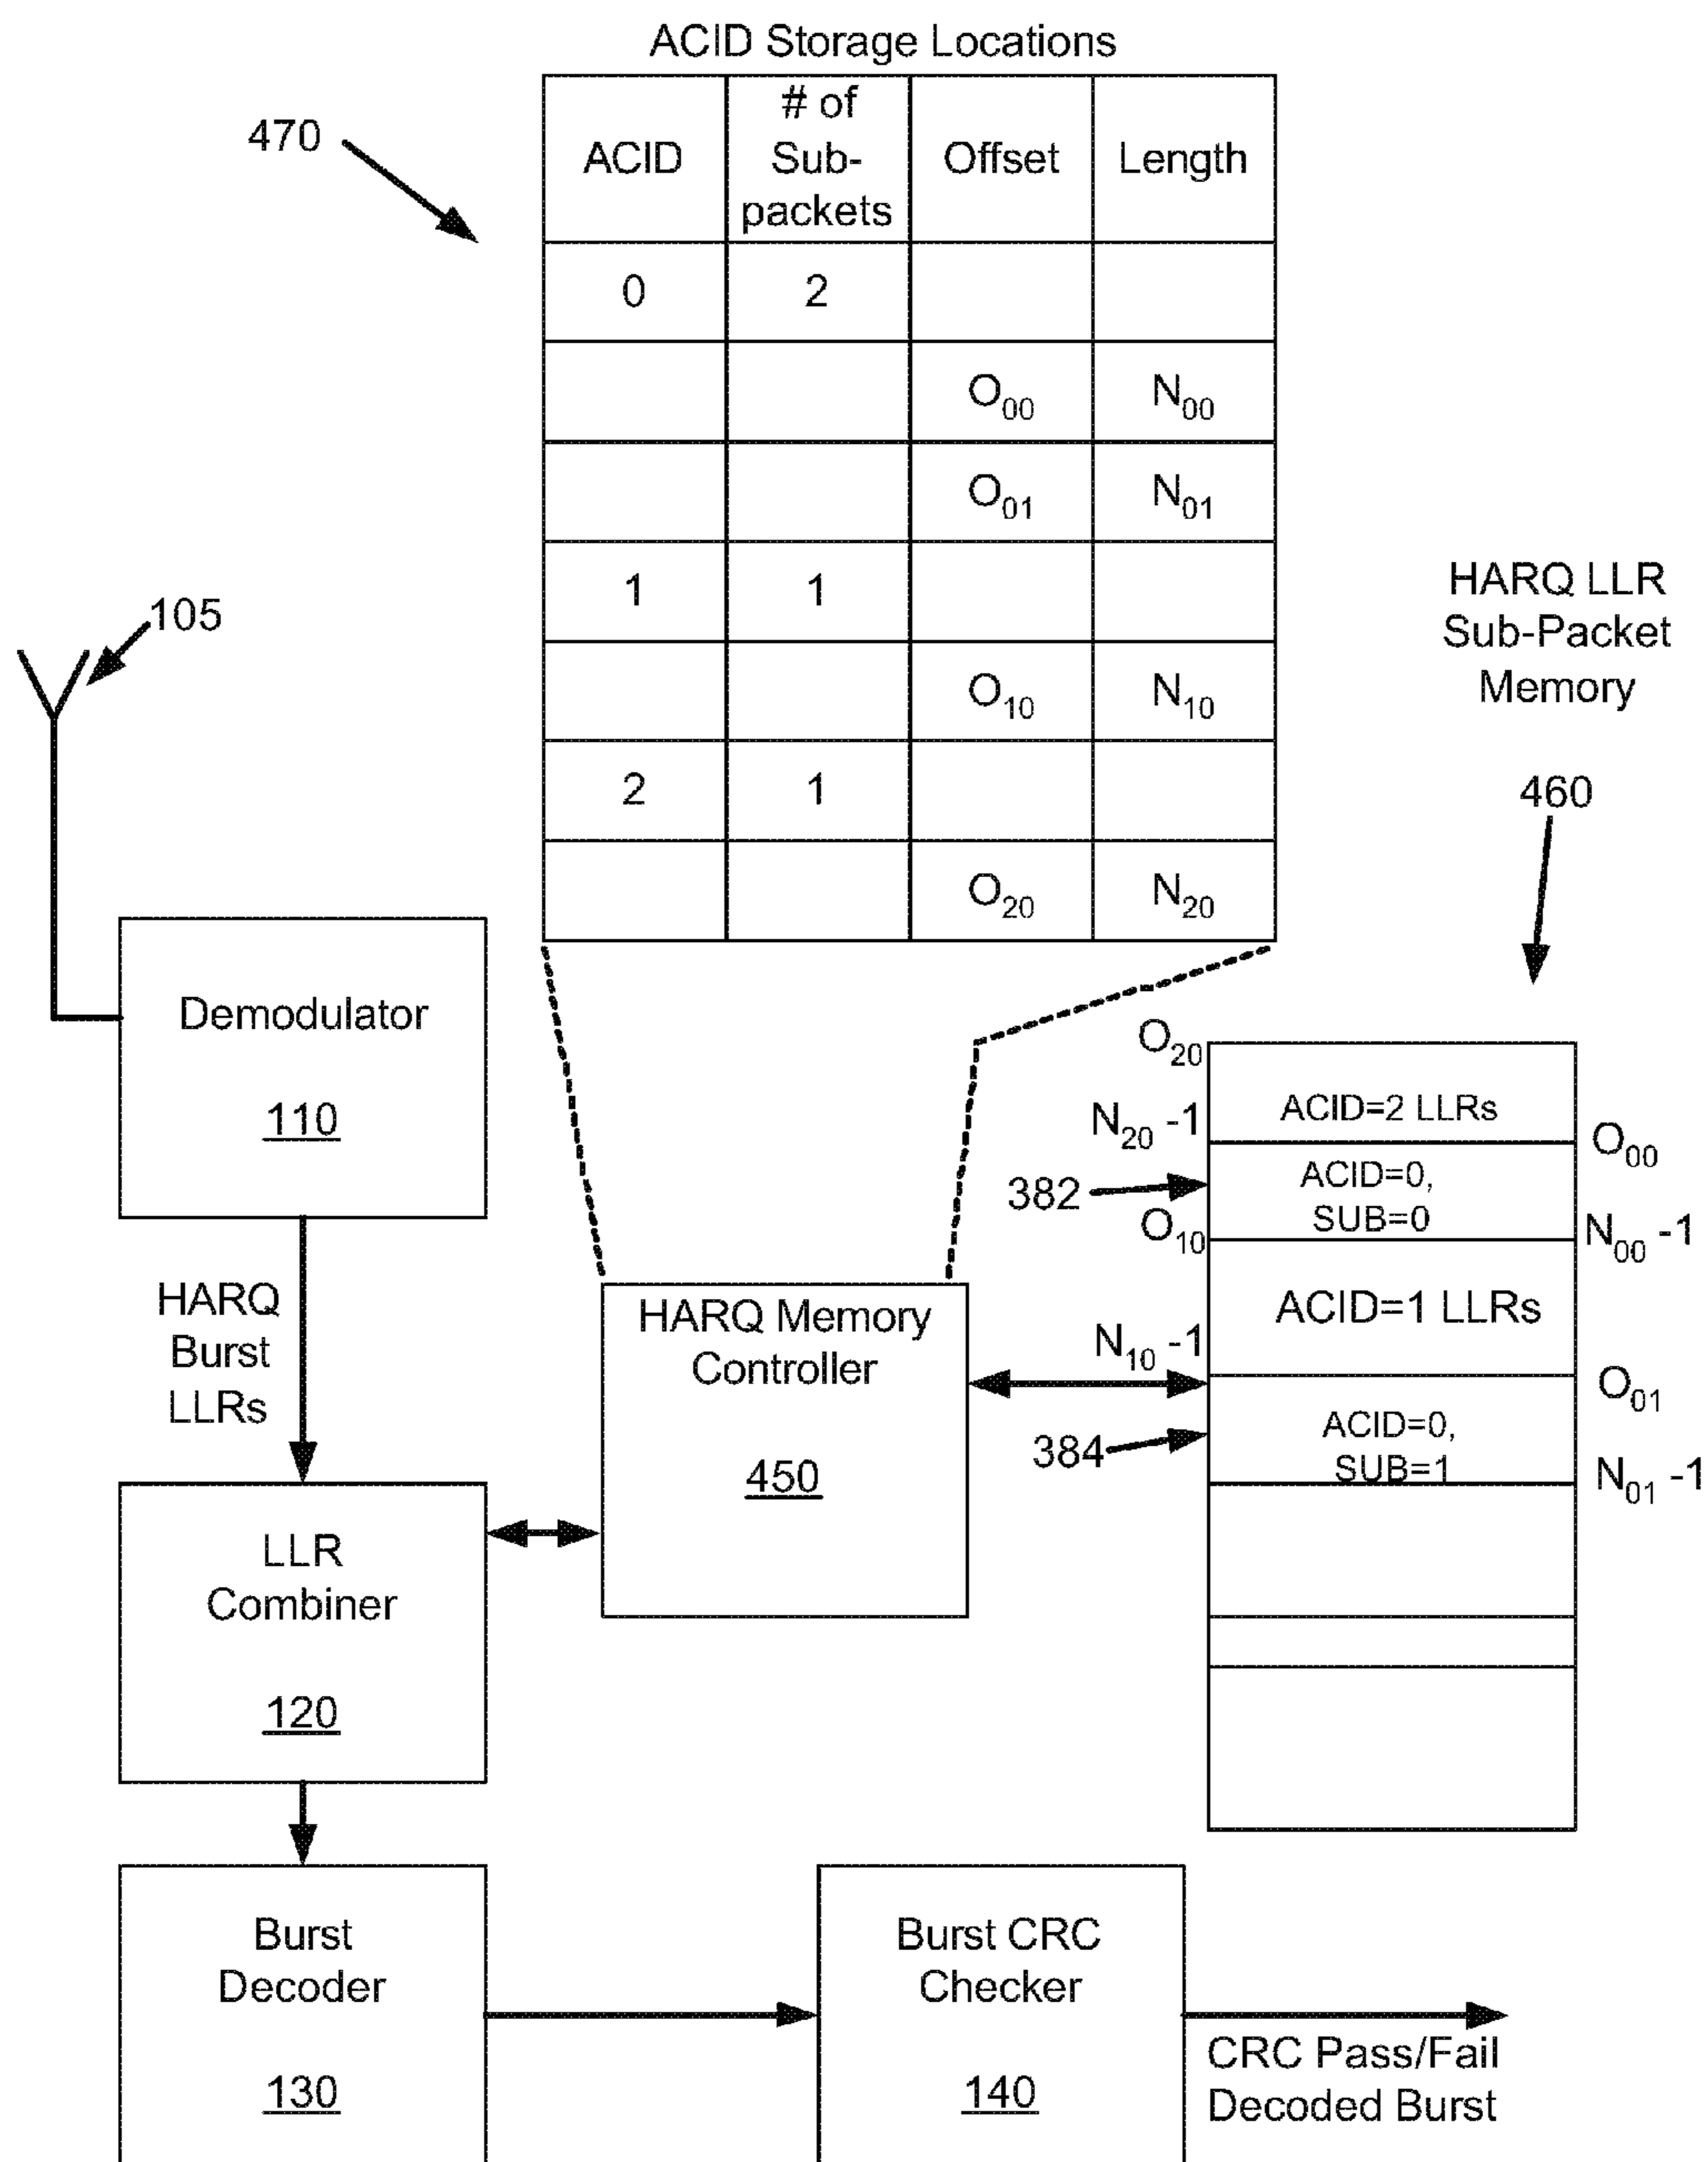 ACID Storage Locations
470
ACID
# of
Sub-
packets
Offset
Length
0 2
O00 N00
O01 N01
1 1
O10 N10
2 1
O20 N20
105
HARQ LLR
Sub-Packet
Memory
460
Demodulator
110
HARQ
Burst
LLRs
HARQ Memory
Controller
450
O20
ACID=2 LLRs
N20 -1
O00
382
ACID=0,
SUB=0
O10
N00 -1
ACID=1 LLRs
N10 -1
O01
384
ACID=0,
SUB=1
N01 -1
LLR
Combiner
120
Burst
Decoder
130
Burst CRC
Checker
140
CRC Pass/Fail
Decoded Burst